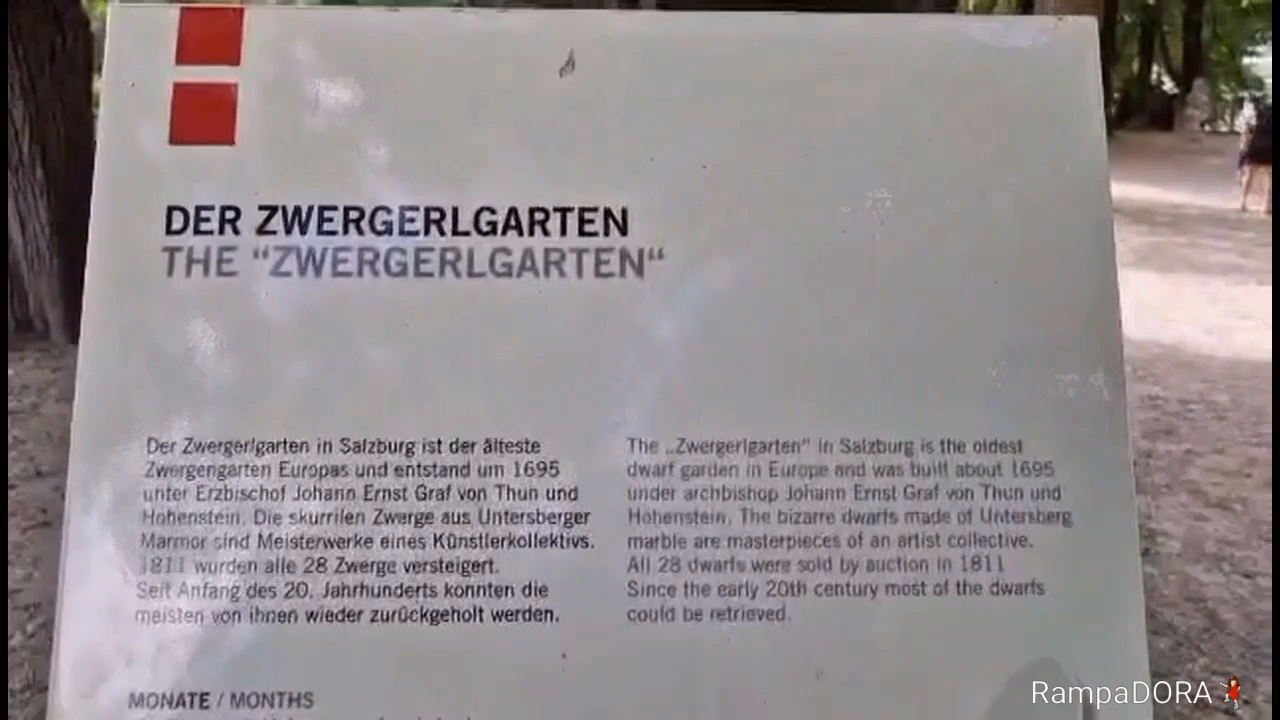 DER ZWERGERLGARTEN
THE “ZWERGERLGARTEN“
Der Zwergerlgarten in Salzburg ist der älteste
Zwergengarten Europas und entstand um 1695
unter Erzbischof Johann Ernst Graf von Thun und
Hohenstein. Die skurrilen Zwerge aus Untersberger
Marmor sind Meisterwerke eines Künstlerkollektivs.
1811 wurden alle 28 Zwerge versteigert.
Seit Anfang des 20. Jahrhunderts konnten die
meisten von ihnen wieder zurückgeholt werden.
The „Zwergerlgarten“ in Salzburg is the oldest
dwarf garden in Europe and was built about 1695
under archbishop Johann Ernst Graf von Thun und
Hohenstein. The bizarre dwarfs made of Untersberg
marble are masterpieces of an artist collective.
All 28 dwarfs were sold by auction in 1811
Since the early 20th century most of the dwarfs
could be retrieved.
MONATE / MONTHS
RampaDORA